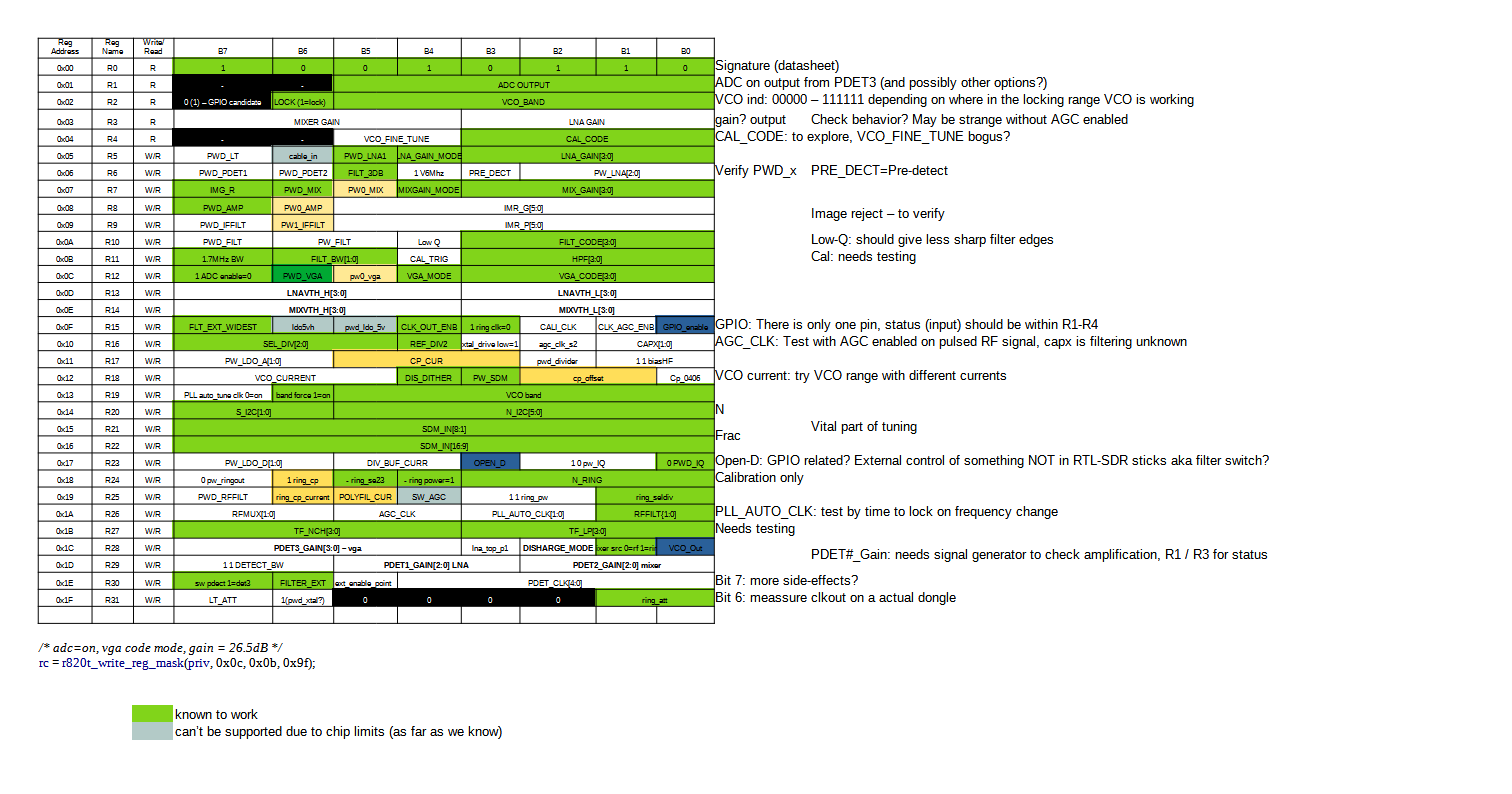 Reg Address Reg Name Write/ Read B7 B6 B5 B4 B3 B2 B1 B0
0x00 R0 R 1 0 0 1 0 1 1 0 Signature (datasheet)
0x01 R1 R - - ADC OUTPUT ADC on output from PDET3 (and possibly other options?)
0x02 R2 R 0 (1) – GPIO candidate LOCK (1=lock) VCO_BAND VCO ind: 00000 – 111111 depending on where in the locking range VCO is working
0x03 R3 R MIXER GAIN LNA GAIN gain? output Check behavior? May be strange without AGC enabled
0x04 R4 R - - VCO_FINE_TUNE CAL_CODE CAL_CODE: to explore, VCO_FINE_TUNE bogus?
0x05 R5 W/R PWD_LT cable_in PWD_LNA1 LNA_GAIN_MODE LNA_GAIN[3:0]
0x06 R6 W/R PWD_PDET1 PWD_PDET2 FILT_3DB 1 V6Mhz PRE_DECT PW_LNA[2:0] Verify PWD_x PRE_DECT=Pre-detect
0x07 R7 W/R IMG_R PWD_MIX PW0_MIX MIXGAIN_MODE MIX_GAIN[3:0]
0x08 R8 W/R PWD_AMP PW0_AMP IMR_G[5:0]
Image reject – to verify
0x09 R9 W/R PWD_IFFILT PW1_IFFILT IMR_P[5:0]
0x0A R10 W/R PWD_FILT PW_FILT Low Q FILT_CODE[3:0] Low-Q: should give less sharp filter edges
0x0B R11 W/R 1.7MHz BW FILT_BW[1:0] CAL_TRIG HPF[3:0] Cal: needs testing
0x0C R12 W/R 1 ADC enable=0 PWD_VGA pw0_vga VGA_MODE VGA_CODE[3:0]
0x0D R13 W/R LNAVTH_H[3:0] LNAVTH_L[3:0]
0x0E R14 W/R MIXVTH_H[3:0] MIXVTH_L[3:0]
0x0F R15 W/R FLT_EXT_WIDEST ldo5vh pwd_ldo_5v CLK_OUT_ENB 1 ring clk=0 CALI_CLK CLK_AGC_ENB GPIO_enable GPIO: There is only one pin, status (input) should be within R1-R4
0x10 R16 W/R SEL_DIV[2:0] REF_DIV2 xtal_drive low=1 agc_clk_s2 CAPX[1:0] AGC_CLK: Test with AGC enabled on pulsed RF signal, capx is filtering unknown
0x11 R17 W/R PW_LDO_A[1:0] CP_CUR pwd_divider 1 1 biasHF
0x12 R18 W/R VCO_CURRENT DIS_DITHER PW_SDM cp_offset Cp_0406 VCO current: try VCO range with different currents
0x13 R19 W/R PLL auto_tune clk 0=on band force 1=on VCO band
0x14 R20 W/R S_I2C[1:0] N_I2C[5:0] N
0x15 R21 W/R SDM_IN[8:1] Vital part of tuning
Frac
0x16 R22 W/R SDM_IN[16:9]
0x17 R23 W/R PW_LDO_D[1:0] DIV_BUF_CURR OPEN_D 1 0 pw_IQ 0 PWD_IQ Open-D: GPIO related? External control of something NOT in RTL-SDR sticks aka filter switch?
0x18 R24 W/R 0 pw_ringout 1 ring_cp - ring_se23 - ring power=1 N_RING Calibration only
0x19 R25 W/R PWD_RFFILT ring_cp_current POLYFIL_CUR SW_AGC 1 1 ring_pw ring_seldiv
0x1A R26 W/R RFMUX[1:0] AGC_CLK PLL_AUTO_CLK[1:0] RFFILT[1:0] PLL_AUTO_CLK: test by time to lock on frequency change
0x1B R27 W/R TF_NCH[3:0] TF_LP[3:0] Needs testing
0x1C R28 W/R PDET3_GAIN[3:0] – vga lna_top_p1 DISHARGE_MODE ixer src 0=rf 1=rin VCO_Out PDET#_Gain: needs signal generator to check amplification, R1 / R3 for status
0x1D R29 W/R 1 1 DETECT_BW PDET1_GAIN[2:0] LNA PDET2_GAIN[2:0] mixer
0x1E R30 W/R sw pdect 1=det3 FILTER_EXT ext_enable_point PDET_CLK[4:0] Bit 7: more side-effects?
0x1F R31 W/R LT_ATT 1(pwd_xtal?) 0 0 0 0 ring_att Bit 6: meassure clkout on a actual dongle
/* adc=on, vga code mode, gain = 26.5dB */
rc = r820t_write_reg_mask(priv, 0x0c, 0x0b, 0x9f);
known to work
can't be supported due to chip limits (as far as we know)